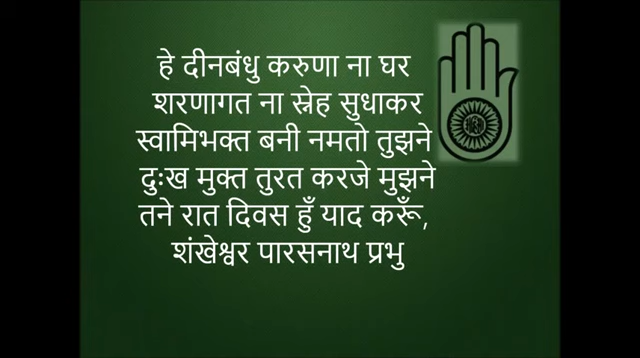 हे दीनबंधु करुणा ना घर
शरणागत ना स्नेह सुधाकर
स्वामिभक्त बनी नमतो तुझने
दुःख मुक्त तुरत करजे मुझने
तने रात दिवस हुँ याद करूँ,
शंखेश्वर पारसनाथ प्रभु